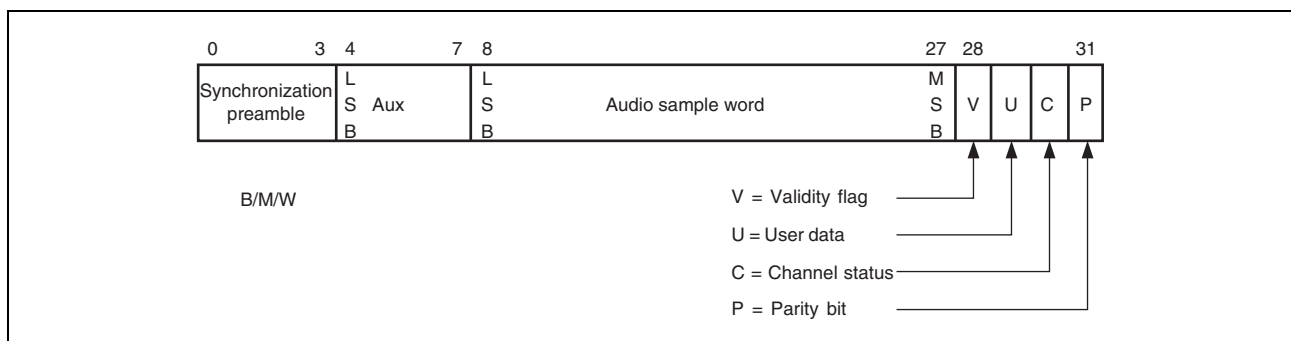 0 3 4 7 8 27 28 31
Synchronization
preamble
L
S
B
Aux
L
S
B
Audio sample word
M
S
B
V
U
C
P
B/M/W
V = Validity flag
U = User data
C = Channel status
P = Parity bit